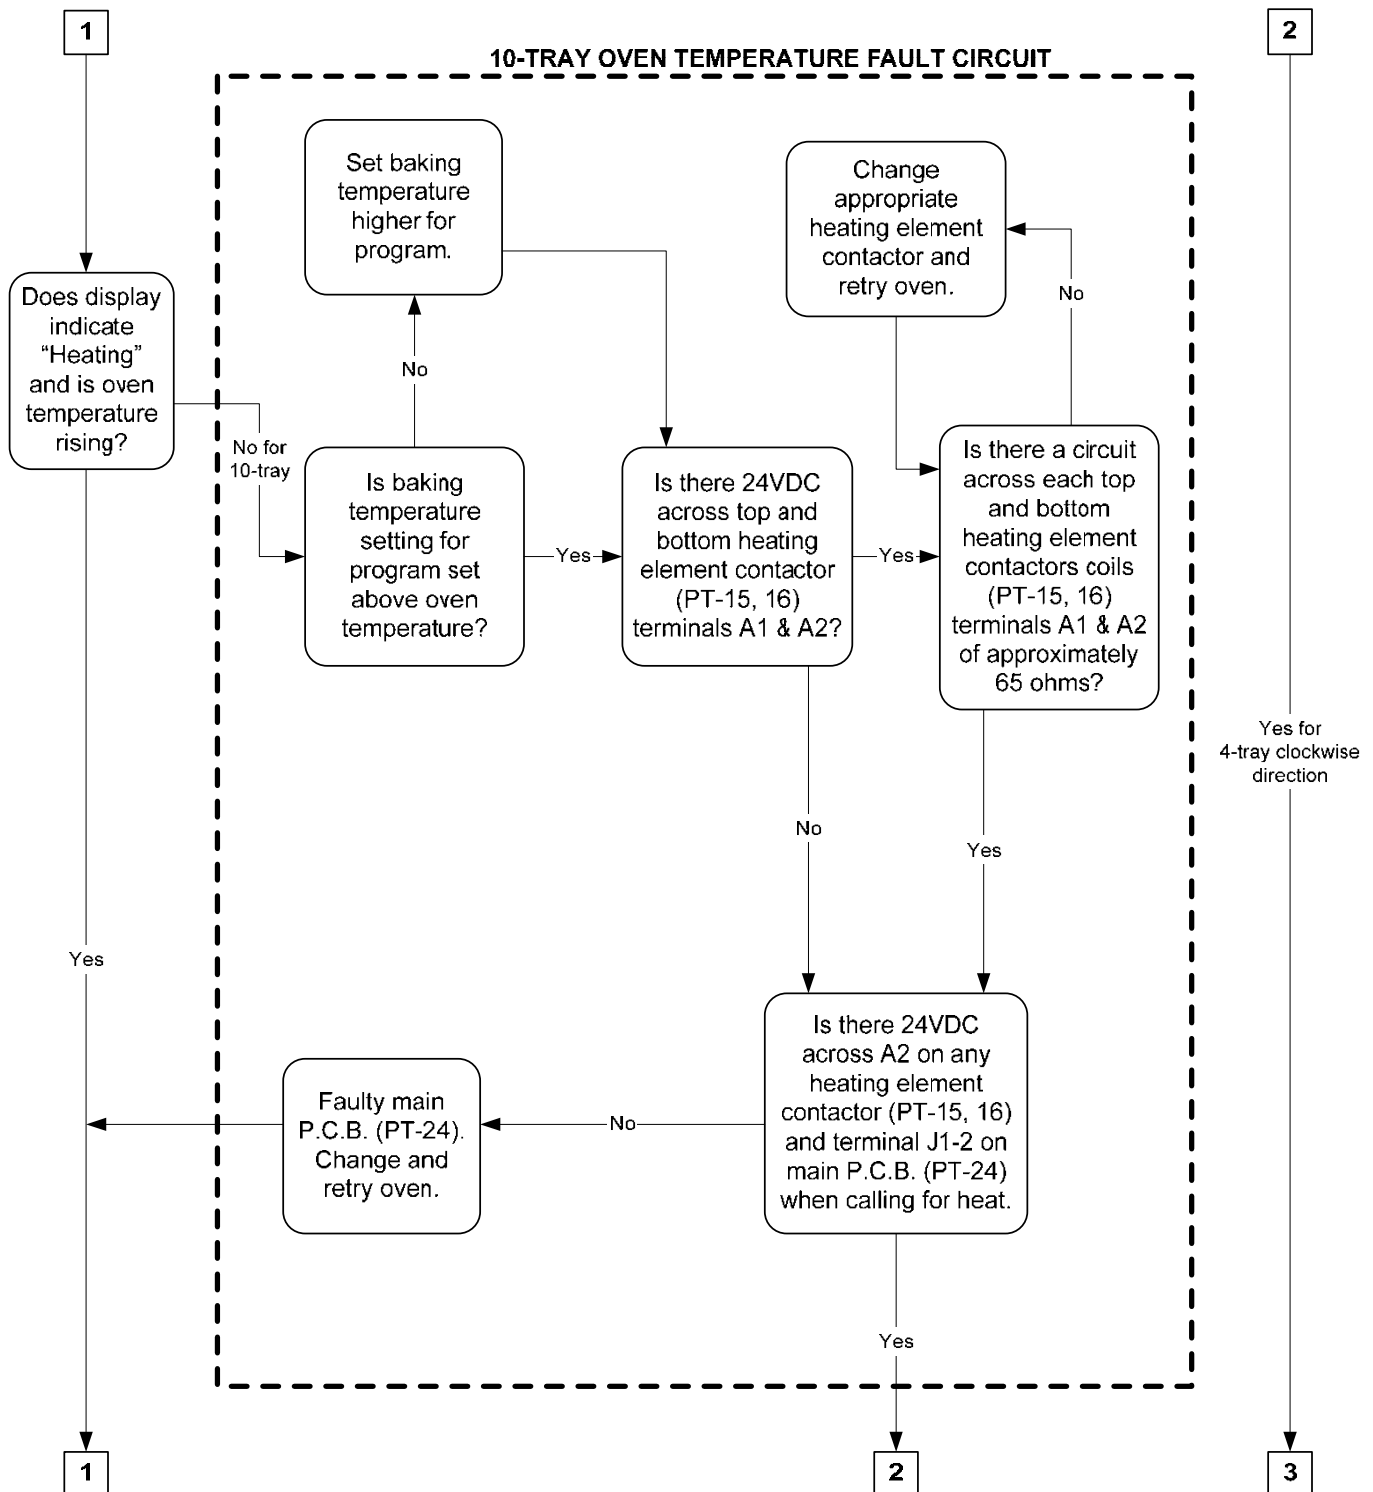 1
2
10-TRAY OVEN TEMPERATURE FAULT CIRCUIT
Set baking
temperature
higher for
program.
Change
appropriate
heating element
contactor and
retry oven.
No
Does display
indicate
“Heating”
and is oven
temperature
rising?
No
No for
10-tray
Is baking
temperature
setting for
program set
above oven
temperature?
Yes
Is there 24VDC
across top and
bottom heating
element contactor
(PT-15, 16)
terminals A1 & A2?
Yes
Is there a circuit
across each top
and bottom
heating element
contactors coils
(PT-15, 16)
terminals A1 & A2
of approximately
65 ohms?
Yes for
4-tray clockwise
direction
No
Yes
Yes
Is there 24VDC
across A2 on any
heating element
contactor (PT-15, 16)
and terminal J1-2 on
main P.C.B. (PT-24)
when calling for heat.
No
Faulty main
P.C.B. (PT-24).
Change and
retry oven.
Yes
1
2
3